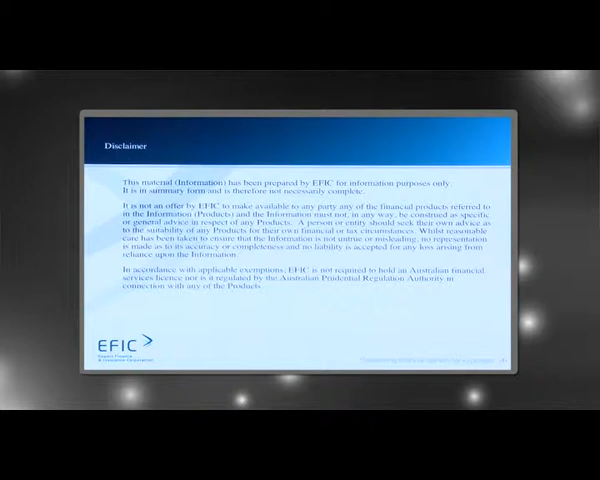 Disclaimer
This material (Information) has been prepared by EFIC for information purposes only.
It is in summary form and is therefore not necessarily complete.
It is not an offer by EFIC to make available to any party any of the financial products referred to
in the Information (Products) and the Information must not, in any way, be construed as specific
or general advice in respect of any Products. A person or entity should seek their own advice as
to the suitability of any Products for their own financial or tax circumstances. Whilst reasonable
care has been taken to ensure that the Information is not untrue or misleading, no representation
is made as to its accuracy or completeness and no liability is accepted for any loss arising from
reliance upon the Information.
In accordance with applicable exemptions, EFIC is not required to hold an Australian financial
services licence nor is it regulated by the Australian Prudential Regulation Authority in
connection with any of the Products.
EFIC
Export Finance
& Insurance Corporation